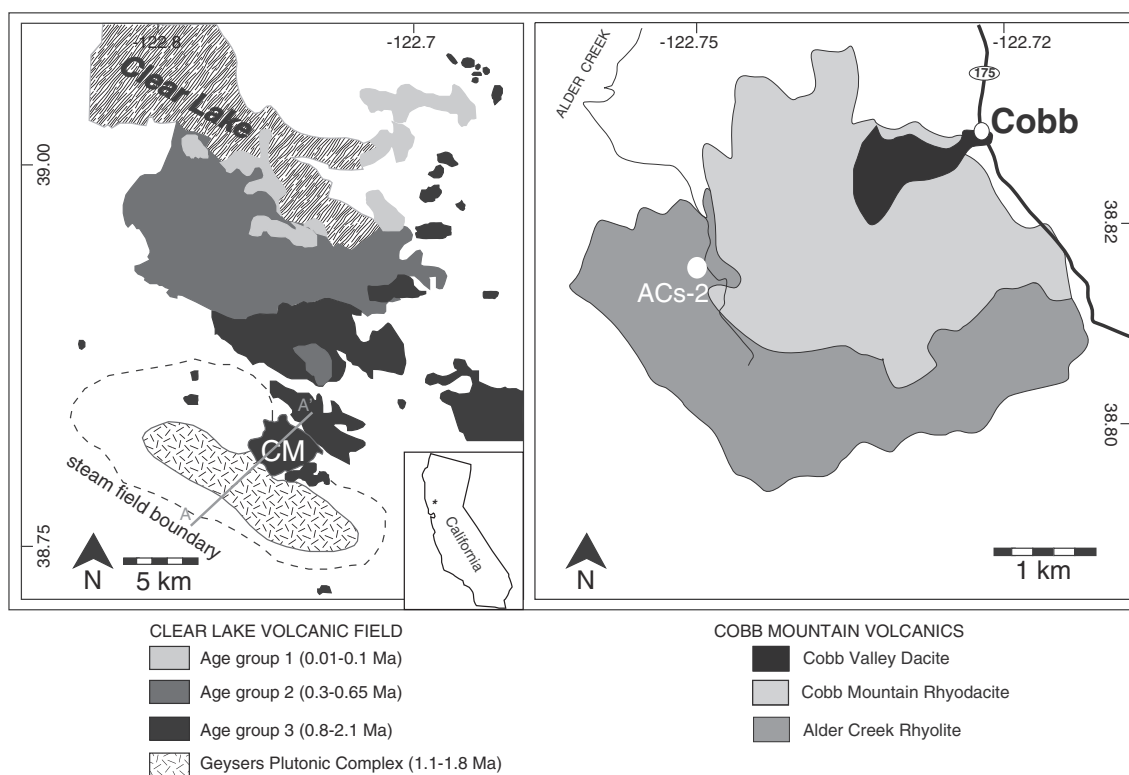 -122.8
-122.7
Clear Lake
39.00
38.75
A'
CM
A
steam field boundary
N
5 km
*
California
-122.75
-122.72
ALDER CREEK
175
Cobb
38.82
ACs-2
38.80
N
1 km
CLEAR LAKE VOLCANIC FIELD
Age group 1 (0.01-0.1 Ma)
Age group 2 (0.3-0.65 Ma)
Age group 3 (0.8-2.1 Ma)
Geysers Plutonic Complex (1.1-1.8 Ma)
COBB MOUNTAIN VOLCANICS
Cobb Valley Dacite
Cobb Mountain Rhyodacite
Alder Creek Rhyolite